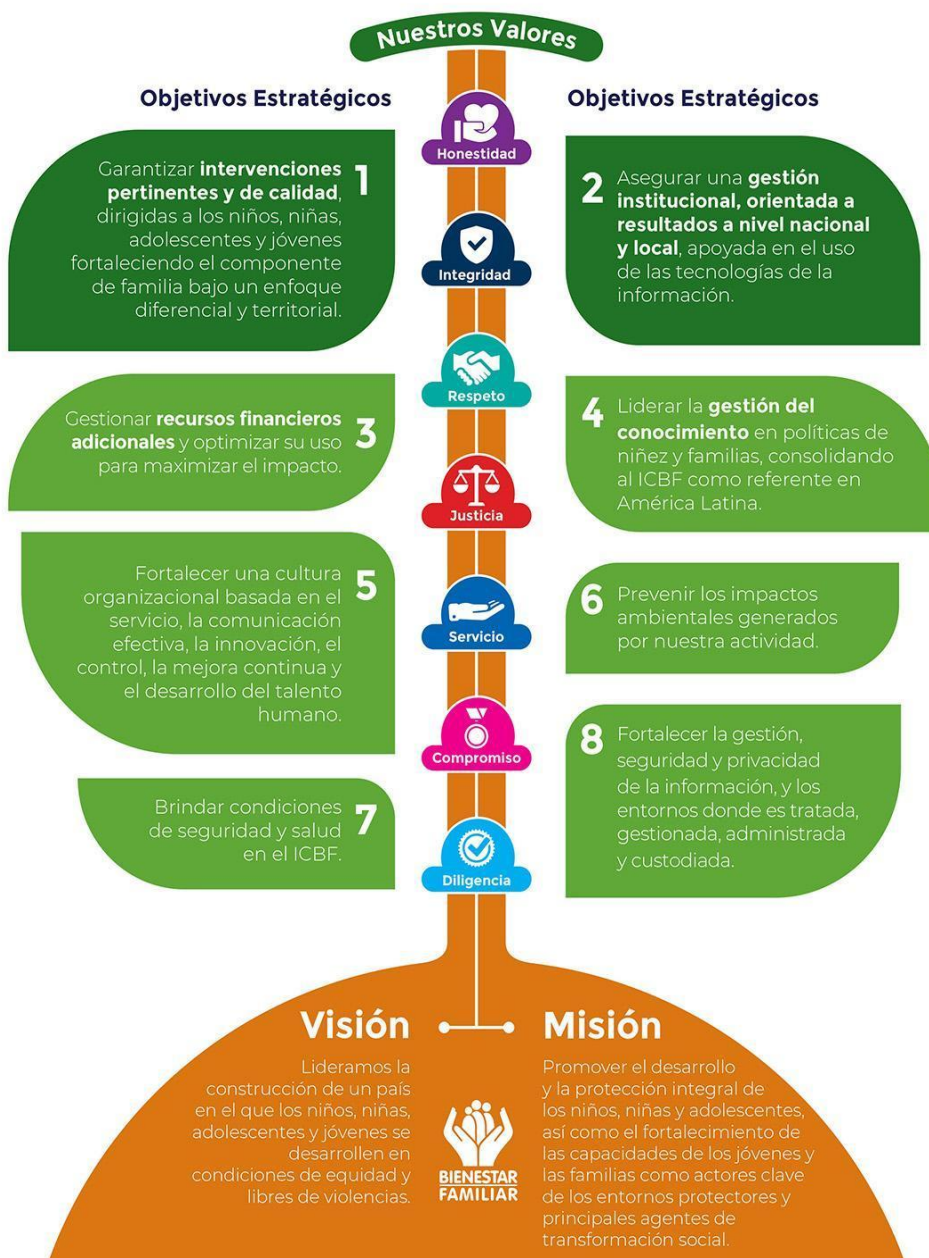 Nuestros Valores
Objetivos Estratégicos
Objetivos Estratégicos
Honestidad
Integridad
Respeto
Justicia
Servicio
Compromiso
Diligencia
1
Garantizar intervenciones
pertinentes y de calidad,
dirigidas a los niños, niñas,
adolescentes y jóvenes
fortaleciendo el componente
de familia bajo un enfoque
diferencial y territorial.
2
Asegurar una gestión
institucional, orientada a
resultados a nivel nacional
y local, apoyada en el uso
de las tecnologías de la
información.
3
Gestionar recursos financieros
adicionales y optimizar su uso
para maximizar el impacto.
4
Liderar la gestión del
conocimiento en políticas de
niñez y familias, consolidando
al ICBF como referente en
América Latina.
5
Fortalecer una cultura
organizacional basada en el
servicio, la comunicación
efectiva, la innovación, el
control, la mejora continua y
el desarrollo del talento
humano.
6
Prevenir los impactos
ambientales generados
por nuestra actividad.
7
Brindar condiciones
de seguridad y salud
en el ICBF.
8
Fortalecer la gestión,
seguridad y privacidad
de la información, y los
entornos donde es tratada,
gestionada, administrada
y custodiada.
Visión
Lideramos la
construcción de un país
en el que los niños, niñas,
adolescentes y jóvenes se
desarrollen en
condiciones de equidad y
libres de violencias.
BIENESTAR
FAMILIAR
Misión
Promover el desarrollo
y la protección integral de
los niños, niñas y adolescentes,
así como el fortalecimiento de
las capacidades de los jóvenes y
las familias como actores clave
de los entornos protectores y
principales agentes de
transformación social.